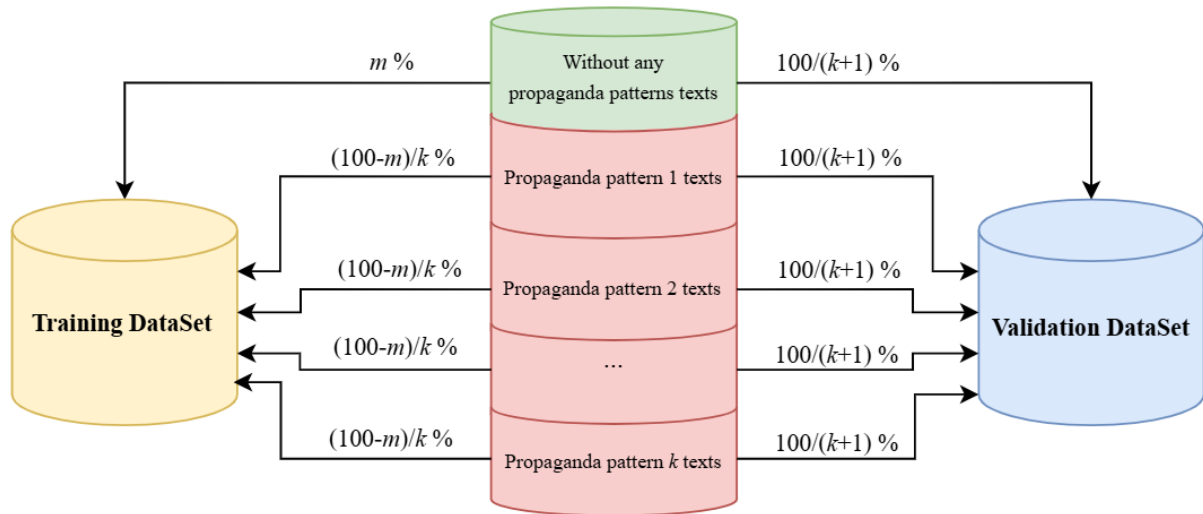 m %
Without any
propaganda patterns texts
100/(k+1) %
(100-m)/k %
Propaganda pattern 1 texts
100/(k+1) %
(100-m)/k %
Propaganda pattern 2 texts
100/(k+1) %
Training DataSet
Validation DataSet
(100-m)/k %
...
100/(k+1) %
(100-m)/k %
Propaganda pattern k texts
100/(k+1) %